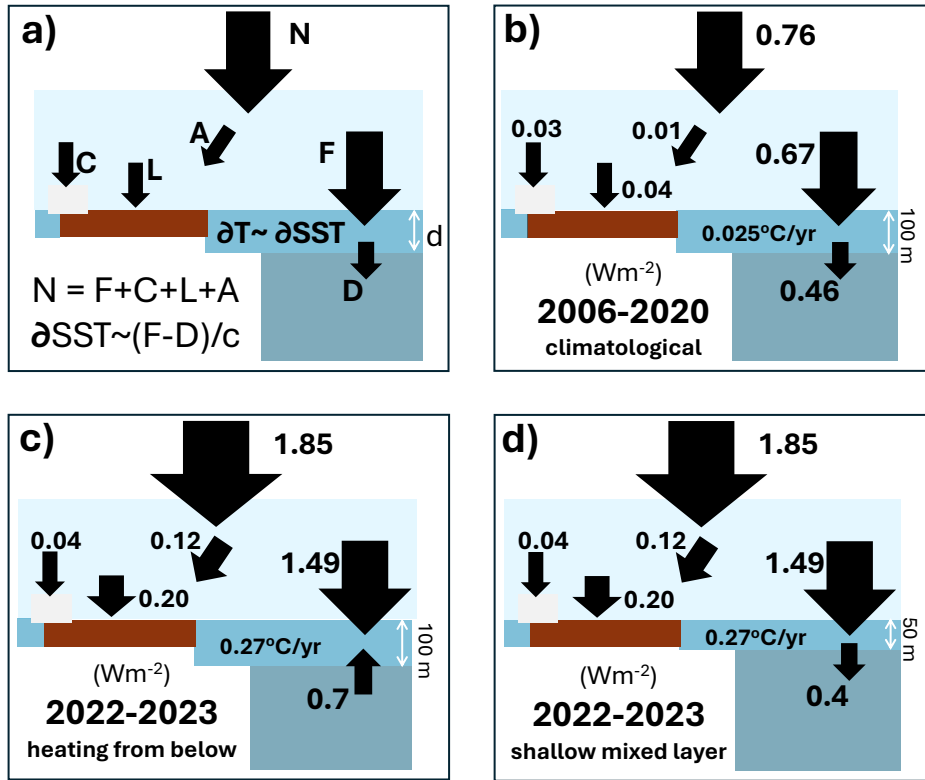 a)
N
A
F
C
L
∂T~ ∂SST
d
D
N = F+C+L+A
∂SST~(F-D)/c
b)
0.76
0.03
0.01
0.67
0.04
0.025ºC/yr
100 m
(Wm⁻²)
0.46
2006-2020
climatological
c)
1.85
0.04
0.12
1.49
0.20
0.27ºC/yr
100 m
(Wm⁻²)
0.7
2022-2023
heating from below
d)
1.85
0.04
0.12
1.49
0.20
0.27ºC/yr
50 m
(Wm⁻²)
0.4
2022-2023
shallow mixed layer